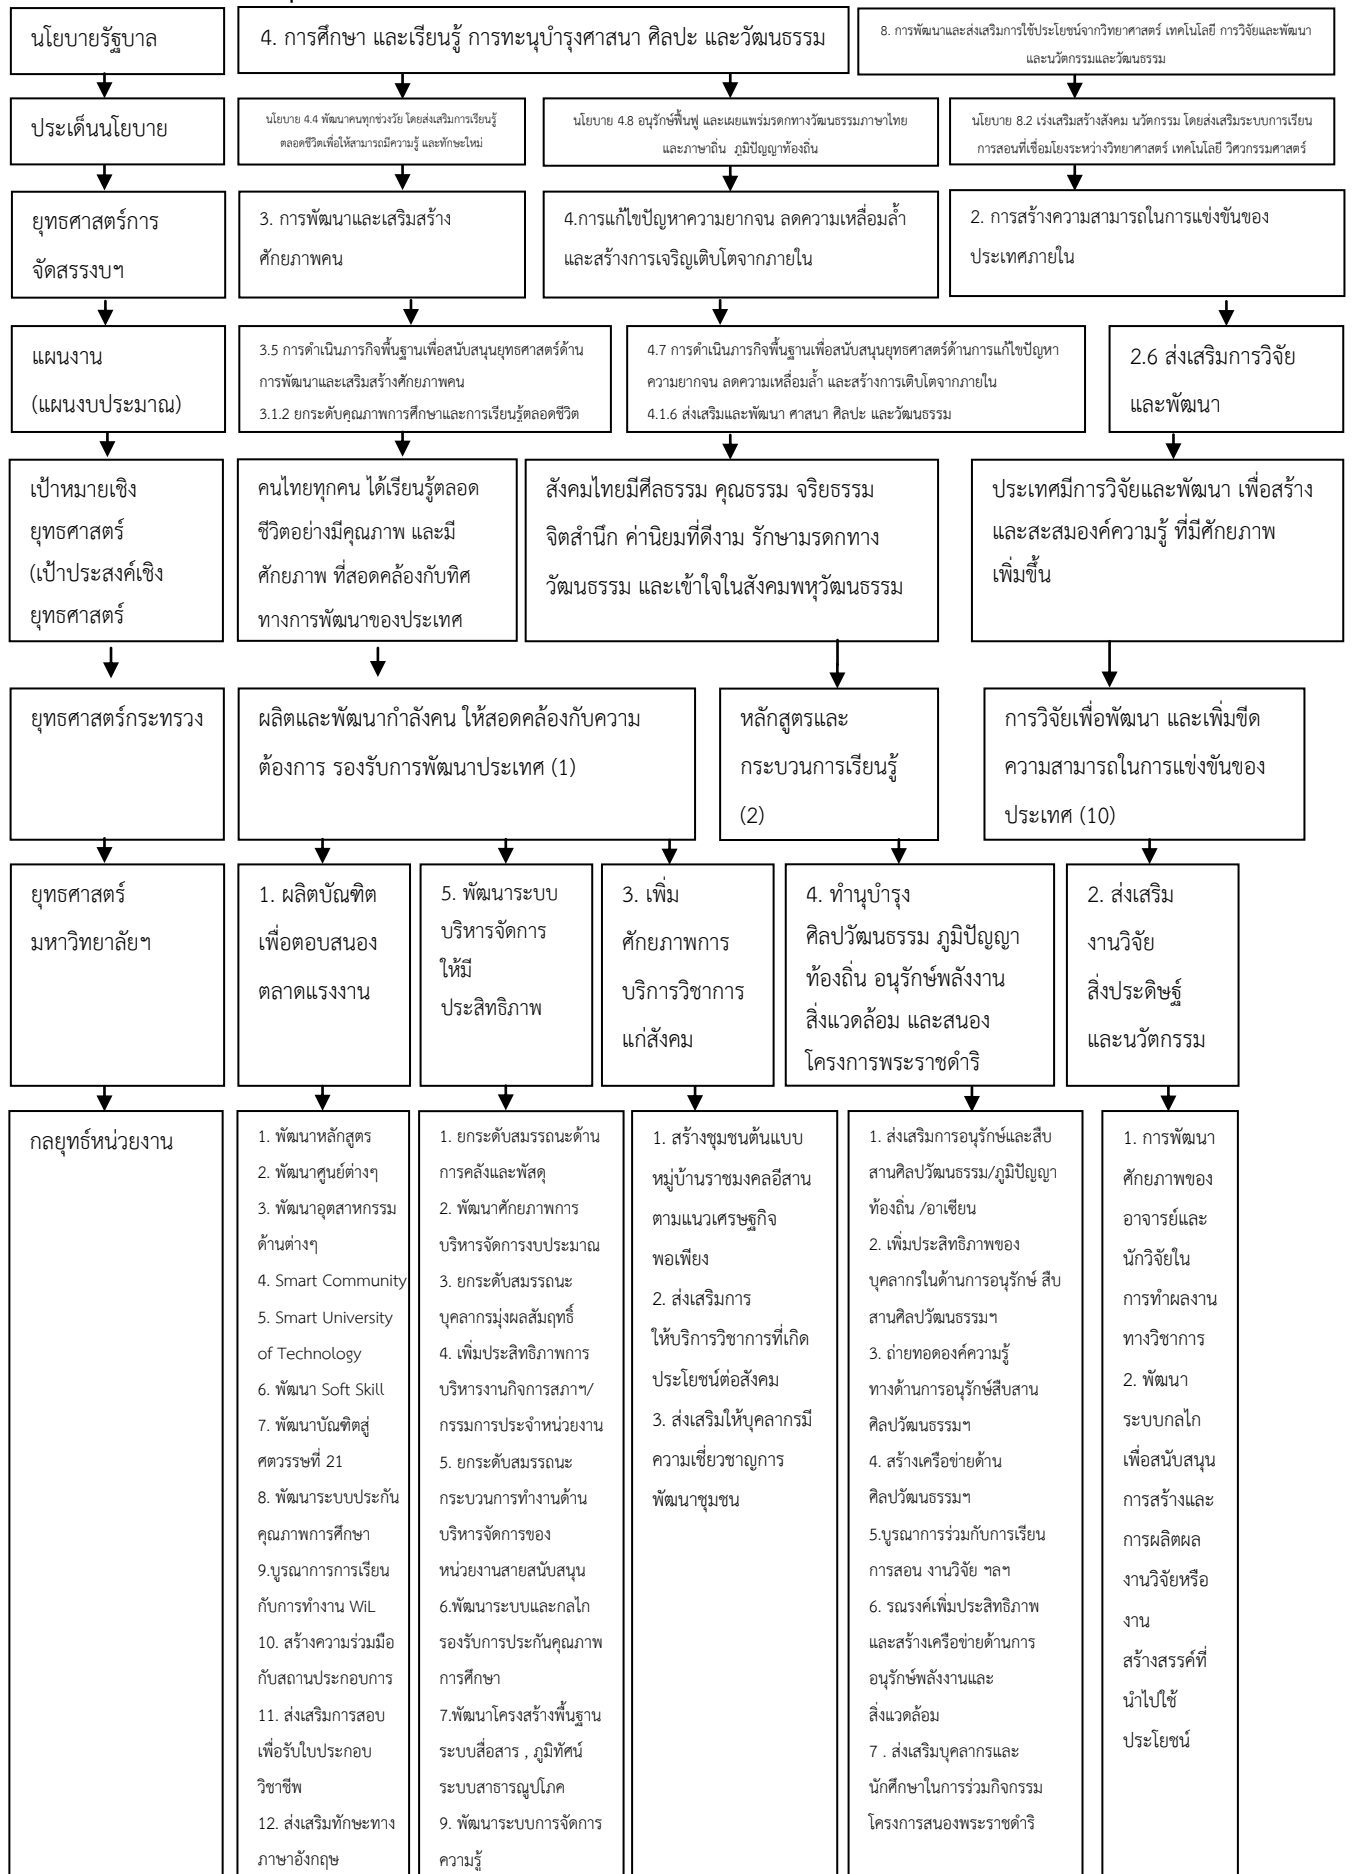 นโยบายรัฐบาล
4. การศึกษา และเรียนรู้ การทะนุบำรุงศาสนา ศิลปะ และวัฒนธรรม
8. การพัฒนาและส่งเสริมการใช้ประโยชน์จากวิทยาศาสตร์ เทคโนโลยี การวิจัยและพัฒนา
และนวัตกรรมและวัฒนธรรม
ประเด็นนโยบาย
นโยบาย 4.4 พัฒนาคนทุกช่วงวัย โดยส่งเสริมการเรียนรู้
ตลอดชีวิตเพื่อให้สามารถมีความรู้ และทักษะใหม่
นโยบาย 4.8 อนุรักษ์ฟื้นฟู และเผยแพร่มรดกทางวัฒนธรรมภาษาไทย
และภาษาถิ่น ภูมิปัญญาท้องถิ่น
นโยบาย 8.2 เร่งเสริมสร้างสังคม นวัตกรรม โดยส่งเสริมระบบการเรียน
การสอนที่เชื่อมโยงระหว่างวิทยาศาสตร์ เทคโนโลยี วิศวกรรมศาสตร์
ยุทธศาสตร์การ
จัดสรรงบฯ
3. การพัฒนาและเสริมสร้าง
ศักยภาพคน
4.การแก้ไขปัญหาความยากจน ลดความเหลื่อมล้ำ
และสร้างการเจริญเติบโตจากภายใน
2. การสร้างความสามารถในการแข่งขันของ
ประเทศภายใน
แผนงาน
(แผนงบประมาณ)
3.5 การดำเนินภารกิจพื้นฐานเพื่อสนับสนุนยุทธศาสตร์ด้าน
การพัฒนาและเสริมสร้างศักยภาพคน
3.1.2 ยกระดับคุณภาพการศึกษาและการเรียนรู้ตลอดชีวิต
4.7 การดำเนินภารกิจพื้นฐานเพื่อสนับสนุนยุทธศาสตร์ด้านการแก้ไขปัญหา
ความยากจน ลดความเหลื่อมล้ำ และสร้างการเติบโตจากภายใน
4.1.6 ส่งเสริมและพัฒนา ศาสนา ศิลปะ และวัฒนธรรม
2.6 ส่งเสริมการวิจัย
และพัฒนา
เป้าหมายเชิง
ยุทธศาสตร์
(เป้าประสงค์เชิง
ยุทธศาสตร์
คนไทยทุกคน ได้เรียนรู้ตลอด
ชีวิตอย่างมีคุณภาพ และมี
ศักยภาพ ที่สอดคล้องกับทิศ
ทางการพัฒนาของประเทศ
สังคมไทยมีศีลธรรม คุณธรรม จริยธรรม
จิตสำนึก ค่านิยมที่ดีงาม รักษามรดกทาง
วัฒนธรรม และเข้าใจในสังคมพหุวัฒนธรรม
ประเทศมีการวิจัยและพัฒนา เพื่อสร้าง
และสะสมองค์ความรู้ ที่มีศักยภาพ
เพิ่มขึ้น
ยุทธศาสตร์กระทรวง
ผลิตและพัฒนากำลังคน ให้สอดคล้องกับความ
ต้องการ รองรับการพัฒนาประเทศ (1)
หลักสูตรและ
กระบวนการเรียนรู้
(2)
การวิจัยเพื่อพัฒนา และเพิ่มขีด
ความสามารถในการแข่งขันของ
ประเทศ (10)
ยุทธศาสตร์
มหาวิทยาลัยฯ
1. ผลิตบัณฑิต
เพื่อตอบสนอง
ตลาดแรงงาน
5. พัฒนาระบบ
บริหารจัดการ
ให้มี
ประสิทธิภาพ
3. เพิ่ม
ศักยภาพการ
บริการวิชาการ
แก่สังคม
4. ทำนุบำรุง
ศิลปวัฒนธรรม ภูมิปัญญา
ท้องถิ่น อนุรักษ์พลังงาน
สิ่งแวดล้อม และสนอง
โครงการพระราชดำริ
2. ส่งเสริม
งานวิจัย
สิ่งประดิษฐ์
และนวัตกรรม
กลยุทธ์หน่วยงาน
1. พัฒนาหลักสูตร
2. พัฒนาศูนย์ต่างๆ
3. พัฒนาอุตสาหกรรม
ด้านต่างๆ
4. Smart Community
5. Smart University
of Technology
6. พัฒนา Soft Skill
7. พัฒนาบัณฑิตสู่
ศตวรรษที่ 21
8. พัฒนาระบบประกัน
คุณภาพการศึกษา
9.บูรณาการการเรียน
กับการทำงาน WiL
10. สร้างความร่วมมือ
กับสถานประกอบการ
11. ส่งเสริมการสอบ
เพื่อรับใบประกอบ
วิชาชีพ
12. ส่งเสริมทักษะทาง
ภาษาอังกฤษ
1. ยกระดับสมรรถนะด้าน
การคลังและพัสดุ
2. พัฒนาศักยภาพการ
บริหารจัดการงบประมาณ
3. ยกระดับสมรรถนะ
บุคลากรมุ่งผลสัมฤทธิ์
4. เพิ่มประสิทธิภาพการ
บริหารงานกิจการสภาฯ/
กรรมการประจำหน่วยงาน
5. ยกระดับสมรรถนะ
กระบวนการทำงานด้าน
บริหารจัดการของ
หน่วยงานสายสนับสนุน
6.พัฒนาระบบและกลไก
รองรับการประกันคุณภาพ
การศึกษา
7.พัฒนาโครงสร้างพื้นฐาน
ระบบสื่อสาร , ภูมิทัศน์
ระบบสาธารณูปโภค
9. พัฒนาระบบการจัดการ
ความรู้
1. สร้างชุมชนต้นแบบ
หมู่บ้านราชมงคลอีสาน
ตามแนวเศรษฐกิจ
พอเพียง
2. ส่งเสริมการ
ให้บริการวิชาการที่เกิด
ประโยชน์ต่อสังคม
3. ส่งเสริมให้บุคลากรมี
ความเชี่ยวชาญการ
พัฒนาชุมชน
1. ส่งเสริมการอนุรักษ์และสืบ
สานศิลปวัฒนธรรม/ภูมิปัญญา
ท้องถิ่น /อาเซียน
2. เพิ่มประสิทธิภาพของ
บุคลากรในด้านการอนุรักษ์ สืบ
สานศิลปวัฒนธรรมฯ
3. ถ่ายทอดองค์ความรู้
ทางด้านการอนุรักษ์สืบสาน
ศิลปวัฒนธรรมฯ
4. สร้างเครือข่ายด้าน
ศิลปวัฒนธรรมฯ
5.บูรณาการร่วมกับการเรียน
การสอน งานวิจัย ฯลฯ
6. รณรงค์เพิ่มประสิทธิภาพ
และสร้างเครือข่ายด้านการ
อนุรักษ์พลังงานและ
สิ่งแวดล้อม
7 . ส่งเสริมบุคลากรและ
นักศึกษาในการร่วมกิจกรรม
โครงการสนองพระราชดำริ
1. การพัฒนา
ศักยภาพของ
อาจารย์และ
นักวิจัยใน
การทำผลงาน
ทางวิชาการ
2. พัฒนา
ระบบกลไก
เพื่อสนับสนุน
การสร้างและ
การผลิตผล
งานวิจัยหรือ
งาน
สร้างสรรค์ที่
นำไปใช้
ประโยชน์